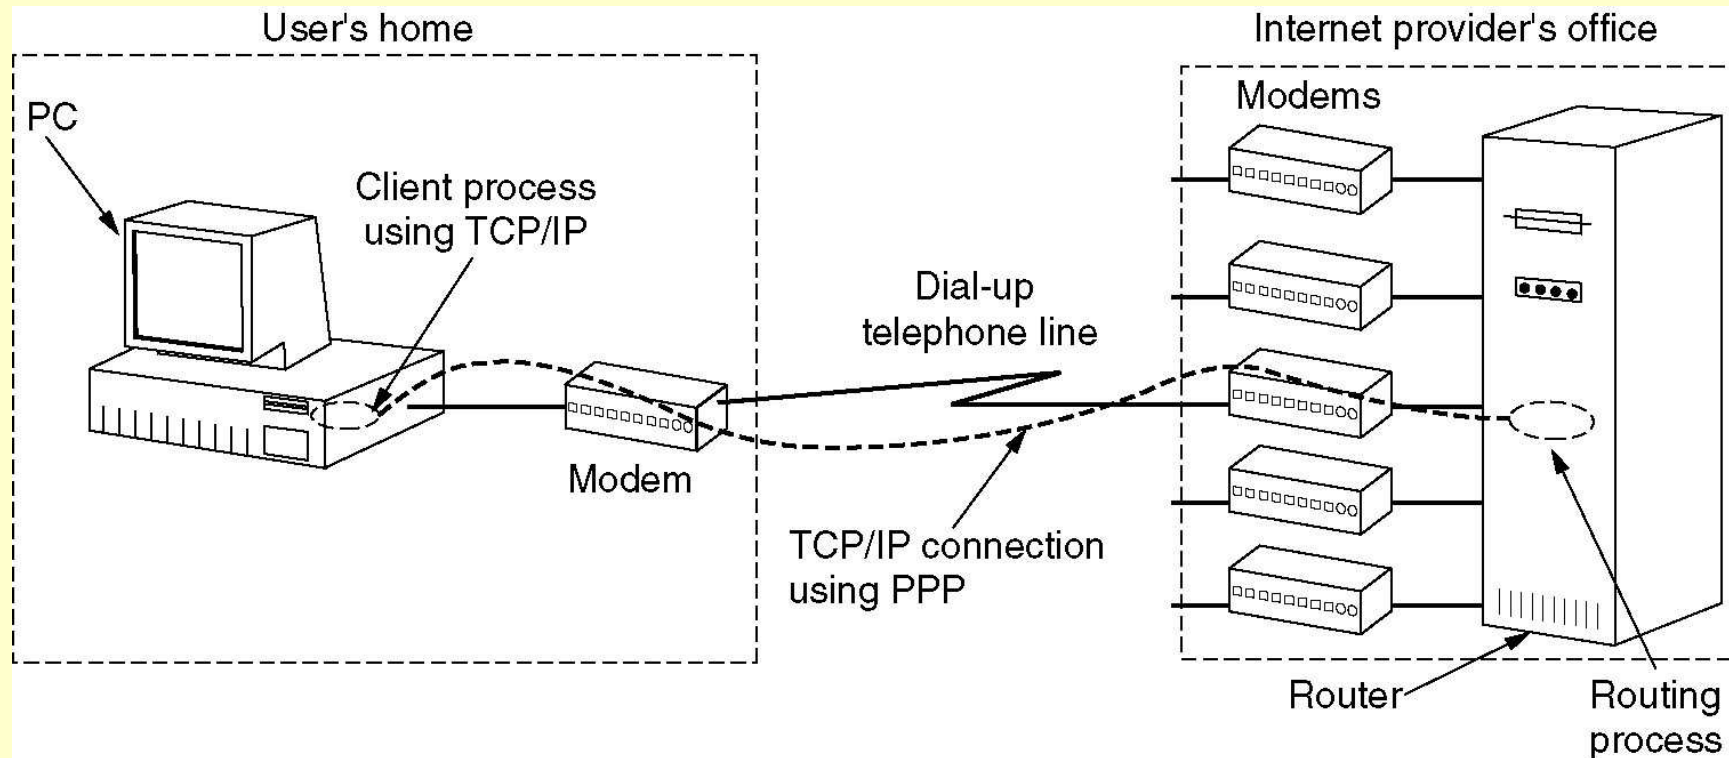 User's home
Internet provider's office
PC
Modems
Client process
using TCP/IP
Dial-up
telephone line
Modem
TCP/IP connection
using PPP
Router
Routing
process